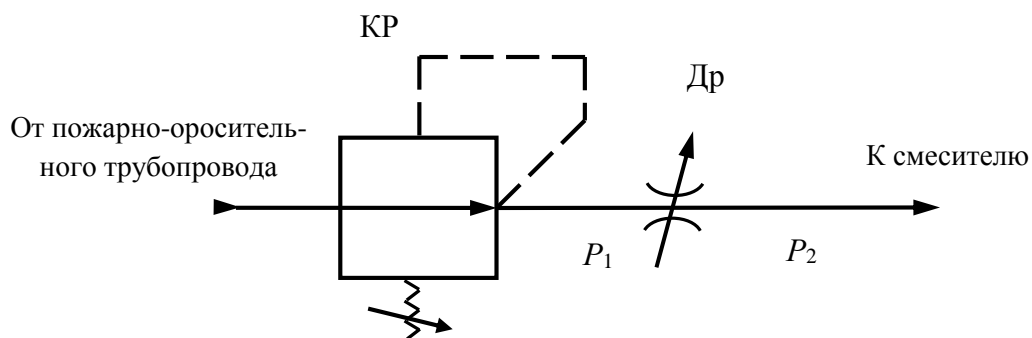 КР
Др
От пожарно-ороситель-
ного трубопровода
К смесителю
P1
P2